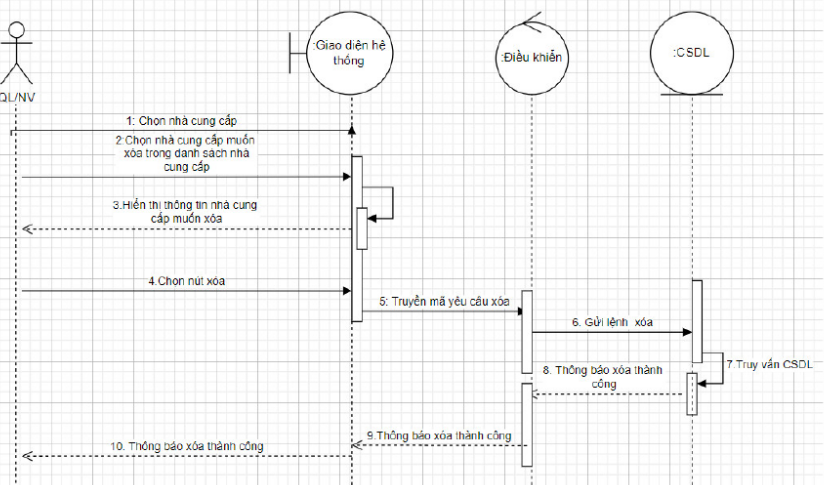 :Giao diện hệ
thống
:Điều khiển
:CSDL
QL/NV
1: Chọn nhà cung cấp
2:Chọn nhà cung cấp muốn
xóa trong danh sách nhà
cung cấp
3.Hiển thi thông tin nhà cung
cấp muốn xóa
4.Chọn nút xóa
5: Truyền mã yêu cầu xóa
6. Gửi lệnh xóa
7.Truy vấn CSDL
8. Thông báo xóa thành
công
9.Thông báo xóa thành công
10. Thông báo xóa thành công